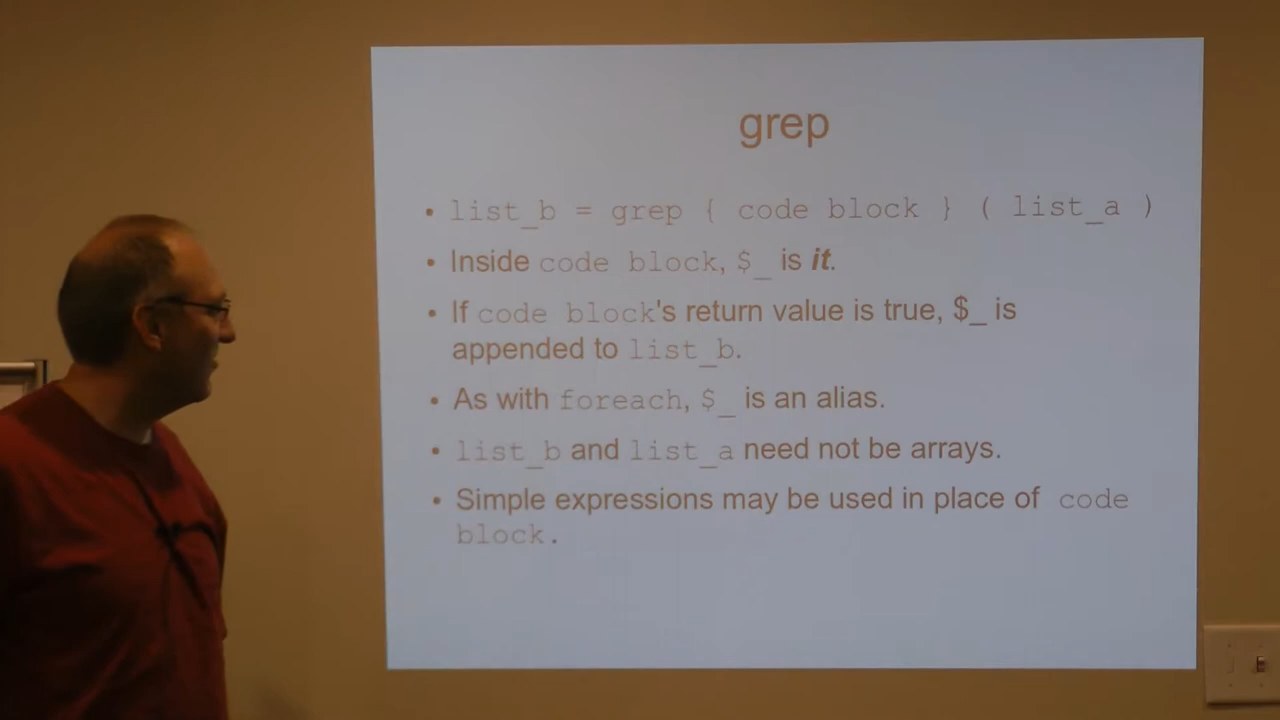 grep
• list_b = grep { code block } ( list_a )
• Inside code block, $_ is it.
• If code block's return value is true, $_ is
appended to list_b.
• As with foreach, $_ is an alias.
• list_b and list_a need not be arrays.
• Simple expressions may be used in place of code
block.